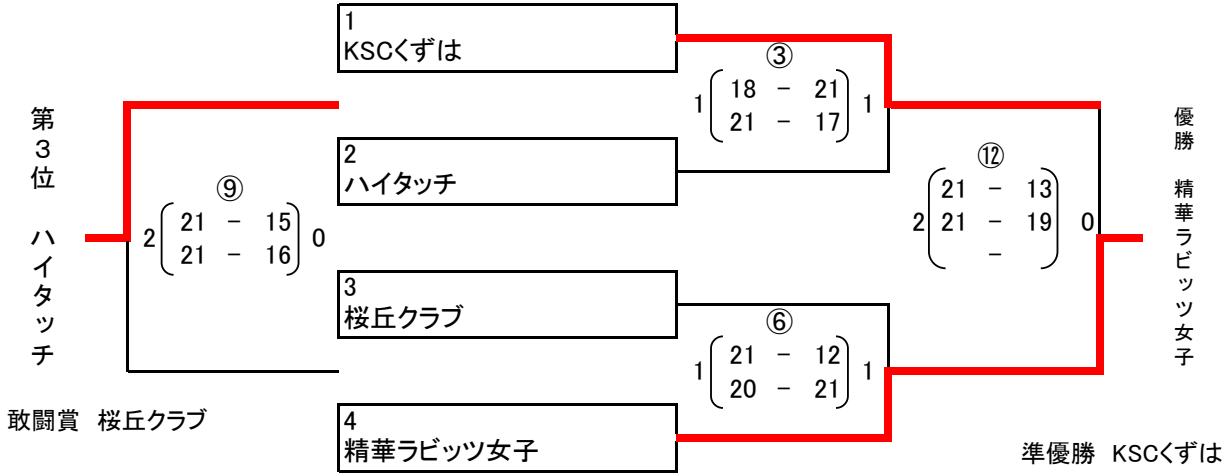 1
KSCくずは
③
1 18 － 21 1
21 － 17
2
ハイタッチ
第３位　ハイタッチ
⑨
2 21 － 15 0
21 － 16
⑫
21 － 13
2 21 － 19 0
－
優勝　精華ラビッツ女子
3
桜丘クラブ
⑥
1 21 － 12 1
20 － 21
4
精華ラビッツ女子
敢闘賞　桜丘クラブ
準優勝　KSCくずは